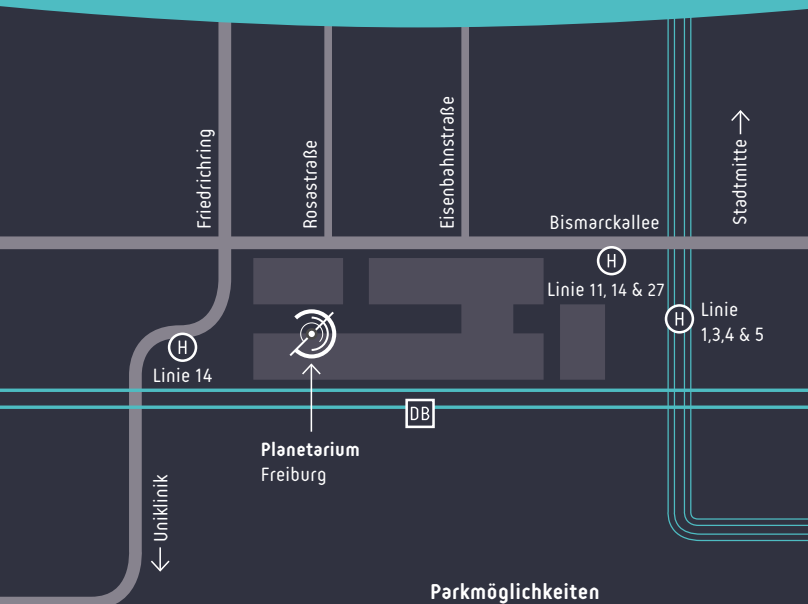 Friedrichring
Rosastraße
Eisenbahnstraße
Stadtmitte
Bismarckallee
H
Linie 11, 14 & 27
H
Linie
1,3,4 & 5
H
Linie 14
DB
Planetarium
Freiburg
Uniklinik
Parkmöglichkeiten